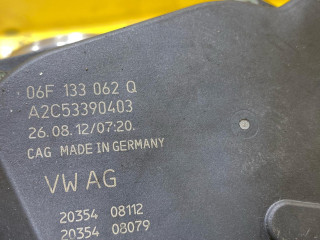 06F 133 062 Q
A2C53390403
26.08.12/07:20.
CAG MADE IN GERMANY
VW AG
20354 08112
20354 08079